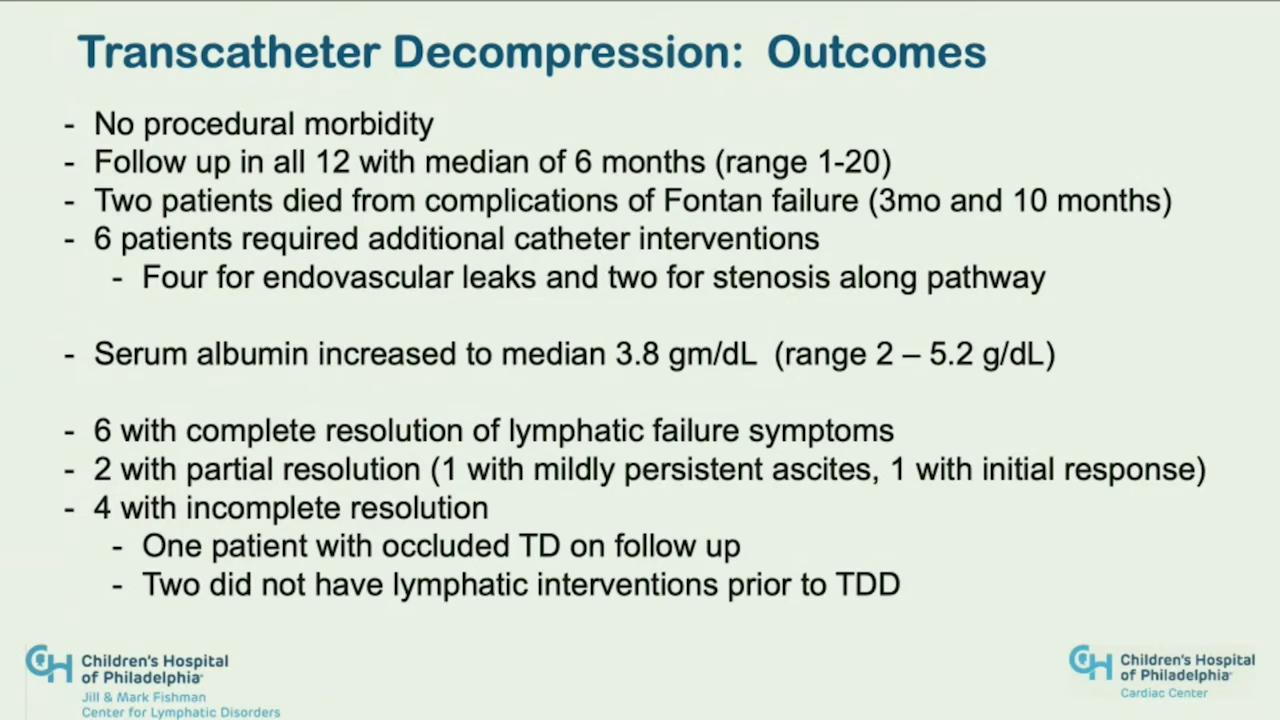 Transcatheter Decompression: Outcomes
- No procedural morbidity
- Follow up in all 12 with median of 6 months (range 1-20)
- Two patients died from complications of Fontan failure (3mo and 10 months)
- 6 patients required additional catheter interventions
- Four for endovascular leaks and two for stenosis along pathway
- Serum albumin increased to median 3.8 gm/dL (range 2 – 5.2 g/dL)
- 6 with complete resolution of lymphatic failure symptoms
- 2 with partial resolution (1 with mildly persistent ascites, 1 with initial response)
- 4 with incomplete resolution
- One patient with occluded TD on follow up
- Two did not have lymphatic interventions prior to TDD
Children's Hospital
of Philadelphia
Jill & Mark Fishman
Center for Lymphatic Disorders
Children's Hospital
of Philadelphia
Cardiac Center